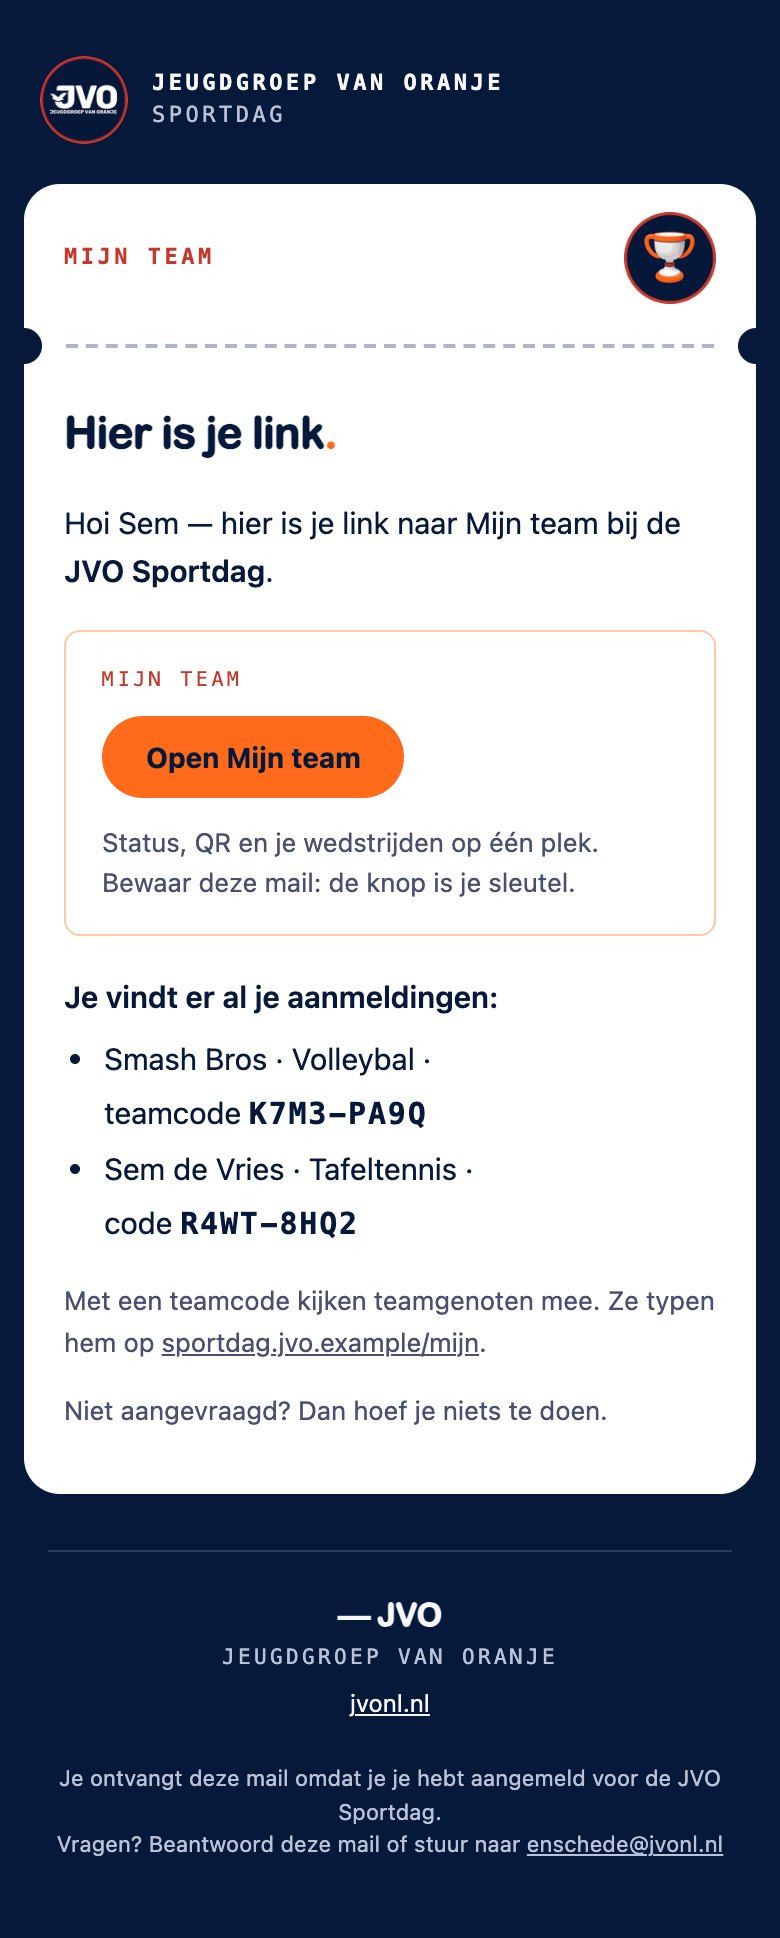 JVO
JEUGDGROEP VAN ORANJE
JEUGDGROEP VAN ORANJE
SPORTDAG
MIJN TEAM
Hier is je link.
Hoi Sem — hier is je link naar Mijn team bij de
JVO Sportdag.
MIJN TEAM
Open Mijn team
Status, QR en je wedstrijden op één plek.
Bewaar deze mail: de knop is je sleutel.
Je vindt er al je aanmeldingen:
• Smash Bros · Volleybal ·
teamcode K7M3-PA9Q
• Sem de Vries · Tafeltennis ·
code R4WT-8HQ2
Met een teamcode kijken teamgenoten mee. Ze typen
hem op sportdag.jvo.example/mijn.
Niet aangevraagd? Dan hoef je niets te doen.
— JVO
JEUGDGROEP VAN ORANJE
jvonl.nl
Je ontvangt deze mail omdat je je hebt aangemeld voor de JVO
Sportdag.
Vragen? Beantwoord deze mail of stuur naar enschede@jvonl.nl